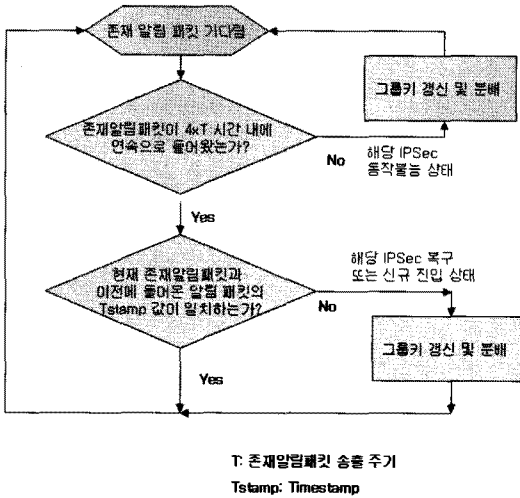 존재 알림 패킷 기다림
그룹키 갱신 및 분배
존재알림패킷이 4xT 시간 내에
연속으로 들어왔는가?
No
해당 IPSec
동작불능 상태
Yes
현재 존재알림패킷과
이전에 들어온 알림 패킷의
Tstamp 값이 일치하는가?
해당 IPSec 복구
또는 신규 진입 상태
No
그룹키 갱신 및 분배
Yes
T: 존재알림패킷 송출 주기
Tstamp: Timestamp